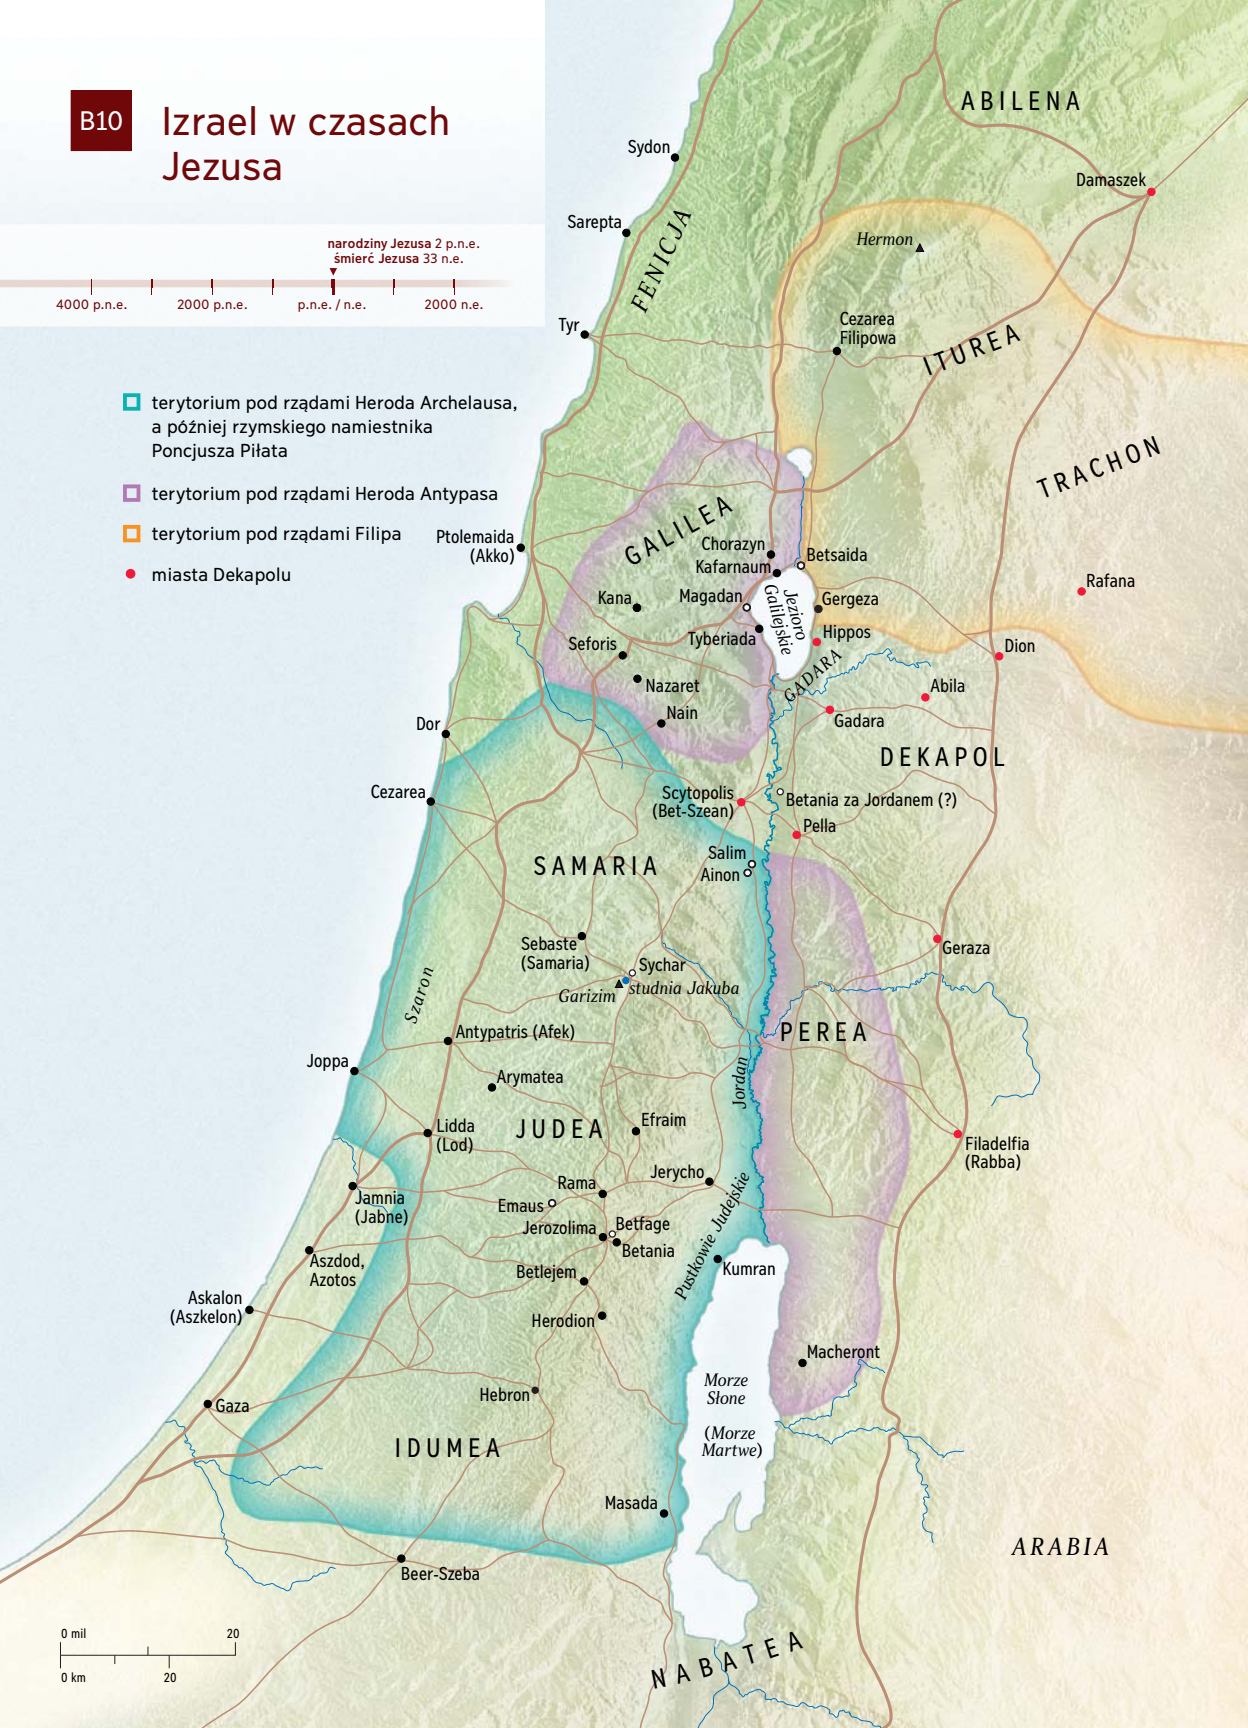 B10
Izrael w czasach
Jezusa
narodziny Jezusa 2 p.n.e.
śmierć Jezusa 33 n.e.
4000 p.n.e.
2000 p.n.e.
p.n.e. / n.e.
2000 n.e.
terytorium pod rządami Heroda Archelausa,
a później rzymskiego namiestnika
Poncjusza Piłata
terytorium pod rządami Heroda Antypasa
terytorium pod rządami Filipa
miasta Dekapolu
ABILENA
Sydon
Damaszek
Sarepta
FENICJA
Hermon
Tyr
Cezarea
Filipowa
ITUREA
TRACHON
GALILEA
Ptolemaida
(Akko)
Chorazyn
Kafarnaum
Betsaida
Rafana
Kana
Magadan
Jezioro
Galilejskie
Gergeza
Seforis
Tyberiada
Hippos
Dion
GADARA
Nazaret
Abila
Nain
Gadara
Dor
DEKAPOL
Cezarea
Scytopolis
(Bet-Szean)
Betania za Jordanem (?)
Pella
SAMARIA
Salim
Ainon
Sebaste
(Samaria)
Geraza
Sychar
studnia Jakuba
Garizim
Szaron
Antypatris (Afek)
PEREA
Joppa
Arymatea
Jordan
JUDEA
Efraim
Lidda
(Lod)
Filadelfia
(Rabba)
Jerycho
Rama
Jamnia
(Jabne)
Emaus
Jerozolima
Betfage
Betania
Pustkowie Judejskie
Aszdod,
Azotos
Betlejem
Kumran
Askalon
(Aszkelon)
Herodion
Macheront
Morze
Słone
(Morze
Martwe)
Hebron
Gaza
IDUMEA
Masada
ARABIA
Beer-Szeba
NABATEA
0 mil
20
0 km
20